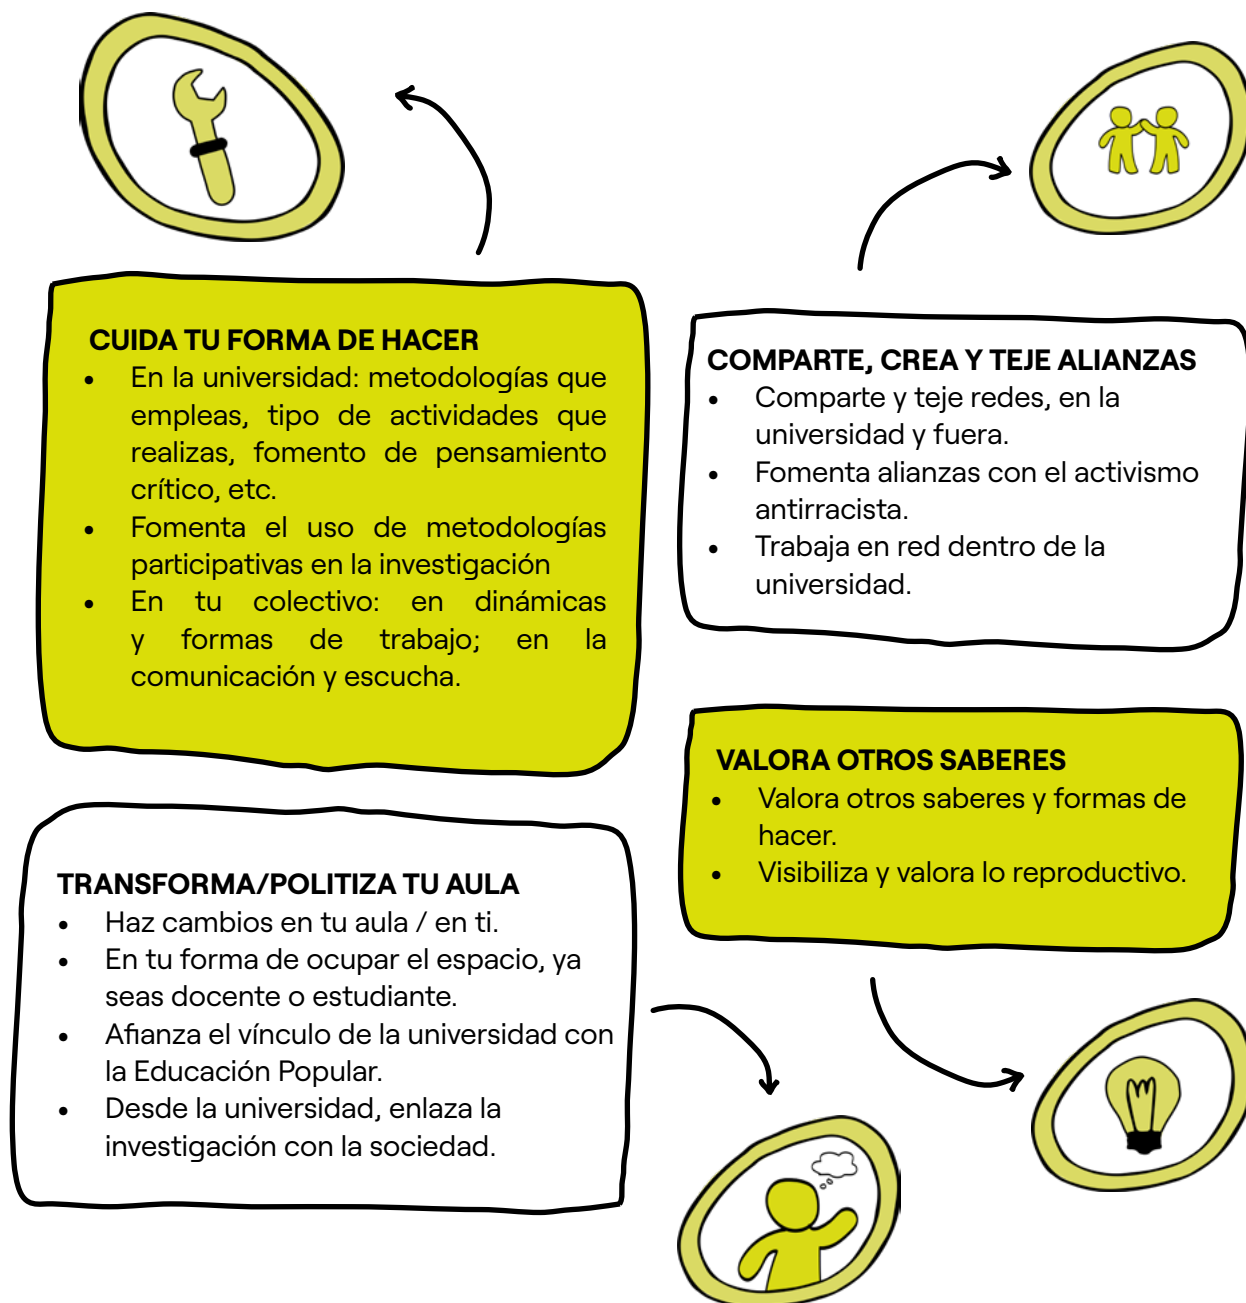 CUIDA TU FORMA DE HACER
• En la universidad: metodologías que
empleas, tipo de actividades que
realizas, fomento de pensamiento
crítico, etc.
• Fomenta el uso de metodologías
participativas en la investigación
• En tu colectivo: en dinámicas
y formas de trabajo; en la
comunicación y escucha.
COMPARTE, CREA Y TEJE ALIANZAS
• Comparte y teje redes, en la
universidad y fuera.
• Fomenta alianzas con el activismo
antirracista.
• Trabaja en red dentro de la
universidad.
TRANSFORMA/POLITIZA TU AULA
• Haz cambios en tu aula / en ti.
• En tu forma de ocupar el espacio, ya
seas docente o estudiante.
• Afianza el vínculo de la universidad con
la Educación Popular.
• Desde la universidad, enlaza la
investigación con la sociedad.
VALORA OTROS SABERES
• Valora otros saberes y formas de
hacer.
• Visibiliza y valora lo reproductivo.